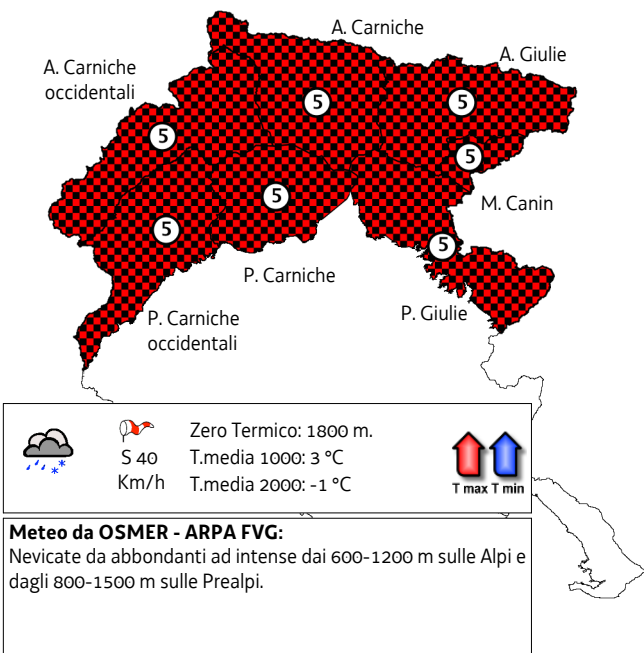 A. Carniche
A. Giulie
A. Carniche
occidentali
5
5
5
5
M. Canin
5
5
5
P. Carniche
P. Giulie
P. Carniche
occidentali
Zero Termico: 1800 m.
S 40
T.media 1000: 3 °C
Km/h
T.media 2000: -1 °C
T max T min
Meteo da OSMER - ARPA FVG:
Nevicate da abbondanti ad intense dai 600-1200 m sulle Alpi e
dagli 800-1500 m sulle Prealpi.